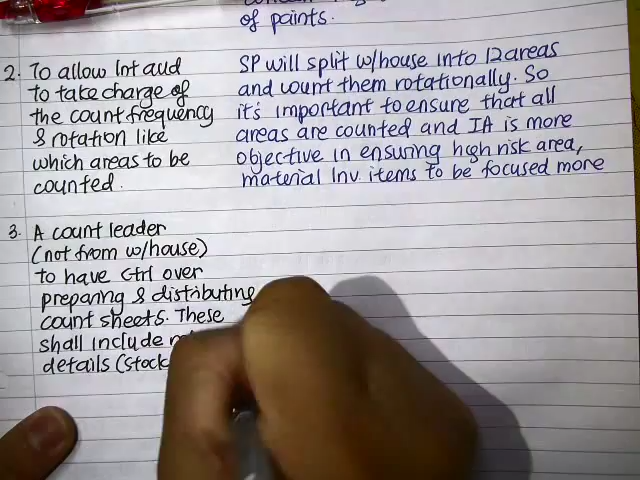 of paints.
2. To allow Int aud
to take charge of
the count frequency
& rotation like
which areas to be
counted.
SP will split w/house into 12 areas
and count them rotationally. So
it's important to ensure that all
areas are counted and IA is more
objective in ensuring high risk area,
material Inv. items to be focused more
3. A count leader
(not from w/house)
to have ctrl over
preparing & distributing
count sheets. These
shall include
details (stock